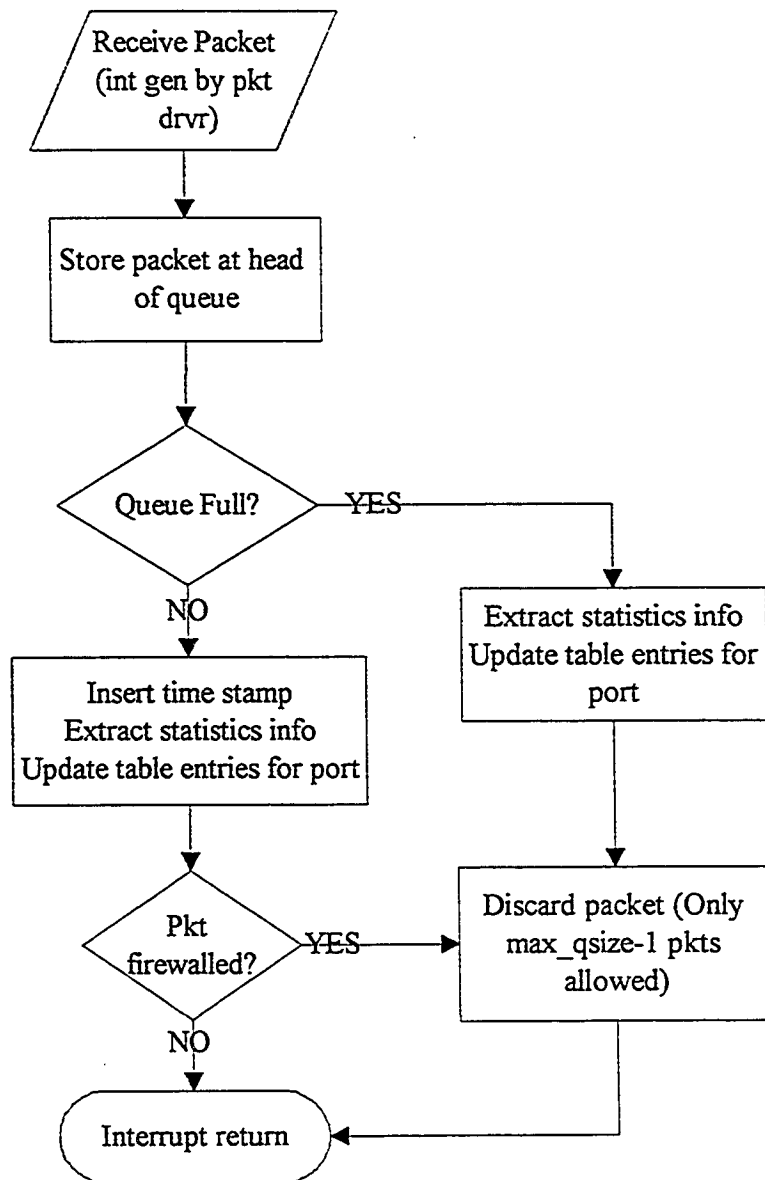 Receive Packet
(int gen by pkt
drvr)
Store packet at head
of queue
Queue Full?
YES
NO
Extract statistics info
Update table entries for
port
Insert time stamp
Extract statistics info
Update table entries for port
Pkt
firewalled?
YES
Discard packet (Only
max_qsize-1 pkts
allowed)
NO
Interrupt return